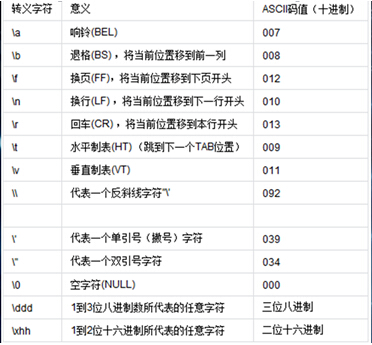 转义字符 意义 ASCII码值（十进制）
\a 响铃(BEL) 007
\b 退格(BS) ，将当前位置移到前一列 008
\f 换页(FF)，将当前位置移到下页开头 012
\n 换行(LF) ，将当前位置移到下一行开头 010
\r 回车(CR) ，将当前位置移到本行开头 013
\t 水平制表(HT) （跳到下一个TAB位置） 009
\v 垂直制表(VT) 011
\\ 代表一个反斜线字符"\' 092
\' 代表一个单引号（撇号）字符 039
\" 代表一个双引号字符 034
\0 空字符(NULL) 000
\ddd 1到3位八进制数所代表的任意字符 三位八进制
\xhh 1到2位十六进制所代表的任意字符 二位十六进制